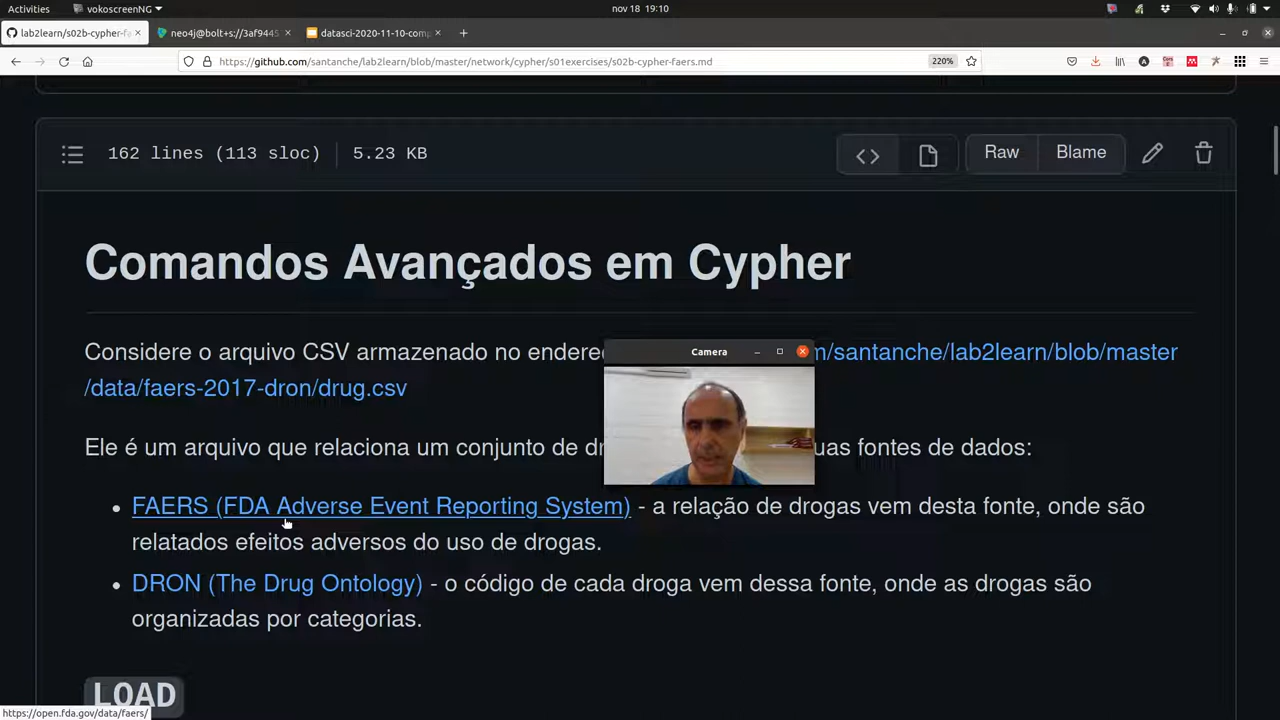 Activities
vokoscreenNG
nov 18 19:10
lab2learn/s02b-cypher-fa
neo4j@bolt+s://3af9445
datasci-2020-11-10-com
https://github.com/santanche/lab2learn/blob/master/network/cypher/s01exercises/s02b-cypher-faers.md
220%
162 lines (113 sloc)
5.23 KB
Raw
Blame
Comandos Avançados em Cypher
Considere o arquivo CSV armazenado no endere
m/santanche/lab2learn/blob/master
/data/faers-2017-dron/drug.csv
Camera
Ele é um arquivo que relaciona um conjunto de dr
uas fontes de dados:
FAERS (FDA Adverse Event Reporting System) - a relação de drogas vem desta fonte, onde são
relatados efeitos adversos do uso de drogas.
DRON (The Drug Ontology) - o código de cada droga vem dessa fonte, onde as drogas são
organizadas por categorias.
LOAD
https://open.fda.gov/data/faers/